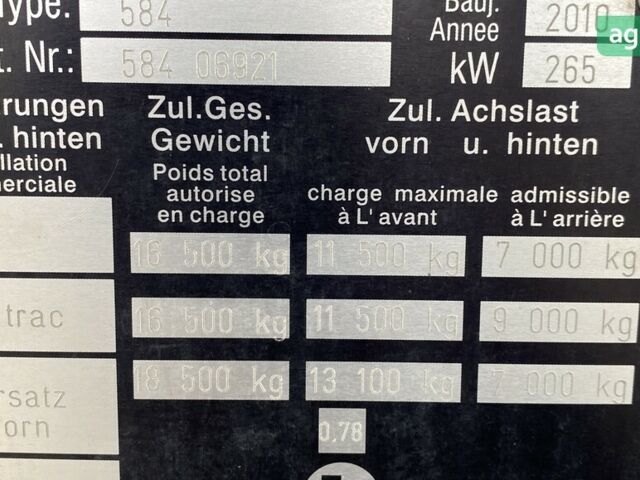 Type: 584
Bauj. Annee 2010
ag
t. Nr.: 584 06921
kW 265
rungen
. hinten
llation
erciale
Zul.Ges.
Gewicht
Poids total
autorise
en charge
Zul. Achslast
vorn u. hinten
charge maximale admissible
à L'avant à L'arrière
16 500 kg 11 500 kg 7 000 kg
trac 16 500 kg 11 500 kg 9 000 kg
18 500 kg 13 100 kg 7 000 kg
rsatz
orn
0,78